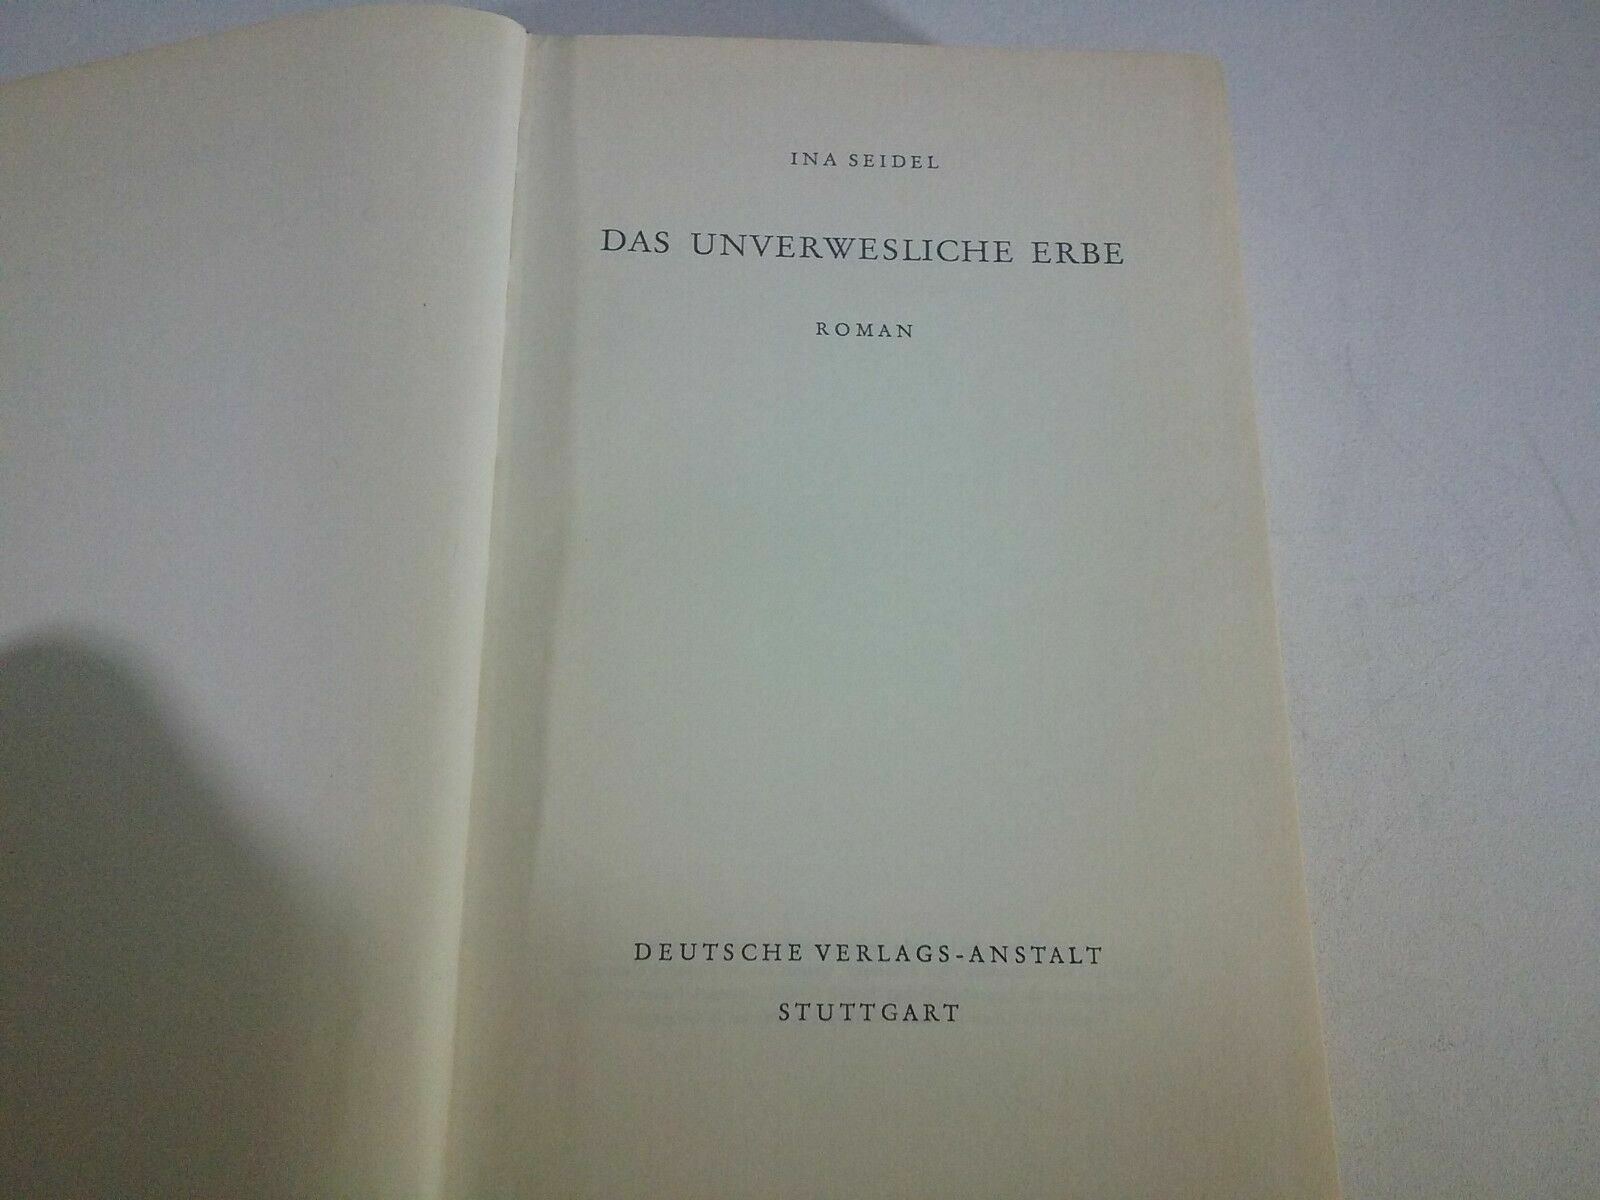 INA SEIDEL
DAS UNVERWESLICHE ERBE
ROMAN
DEUTSCHE VERLAGS-ANSTALT
STUTTGART